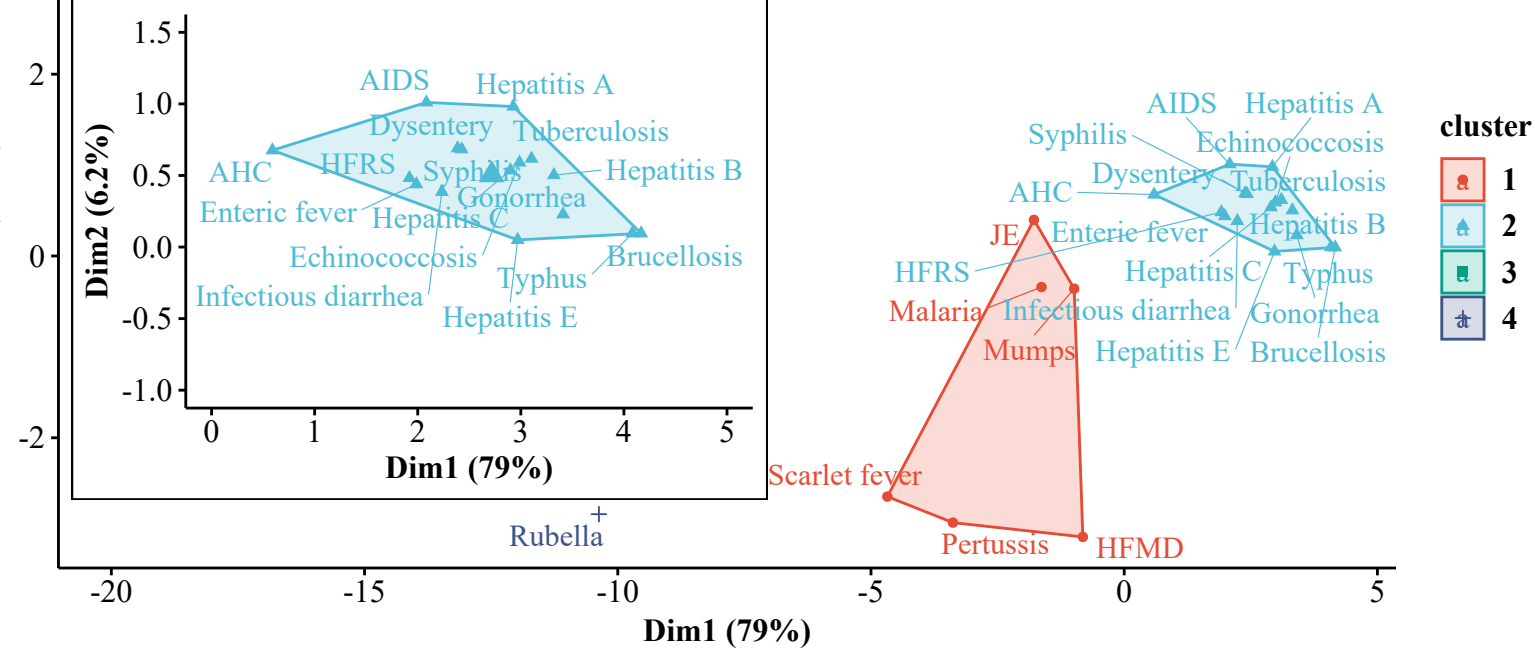 1.5
1.0
0.5
0.0
-0.5
-1.0
Dim2 (6.2%)
AIDS
Hepatitis A
Dysentery
Tuberculosis
AHC
HFRS
Syphilis
Hepatitis B
Enteric fever
Gonorrhea
Hepatitis C
Echinococcosis
Brucellosis
Typhus
Infectious diarrhea
Hepatitis E
0
1
2
3
4
5
Dim1 (79%)
2
0
-2
AIDS
Hepatitis A
Syphilis
Echinococcosis
Dysentery
Tuberculosis
AHC
JE
Enteric fever
Hepatitis B
HFRS
Hepatitis C
Typhus
Malaria
Infectious diarrhea
Gonorrhea
Mumps
Hepatitis E
Brucellosis
Scarlet fever
Rubella
Pertussis
HFMD
-20
-15
-10
-5
0
5
Dim1 (79%)
cluster
a 1
a 2
a 3
a 4